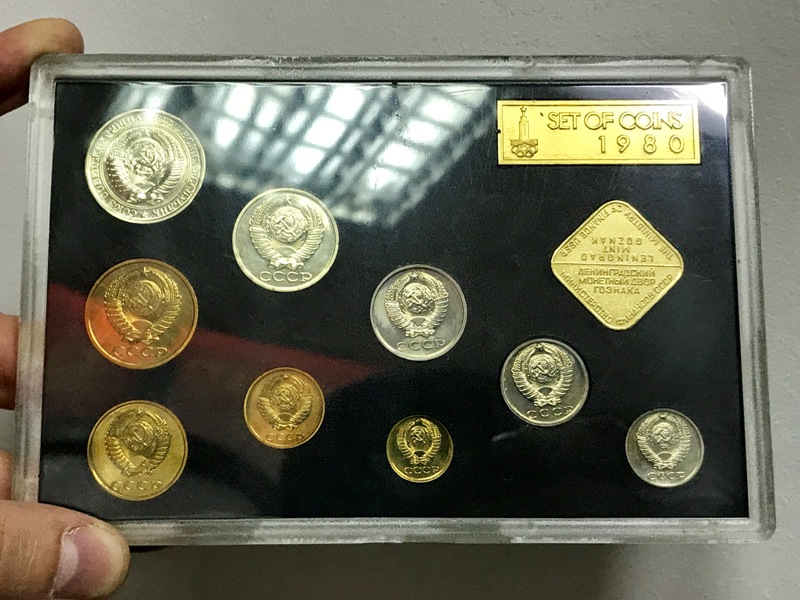 SET OF COINS
1980
THE MINISTRY OF FINANCE USSR
LENINGRAD
MINT
GOZNAK
ЛЕНИНГРАДСКИЙ
МОНЕТНЫЙ ДВОР
ГОЗНАКА
МИНИСТЕРСТВО ФИНАНСОВ СССР
СССР
СССР
СССР
СССР
СССР
СССР
СССР
СССР